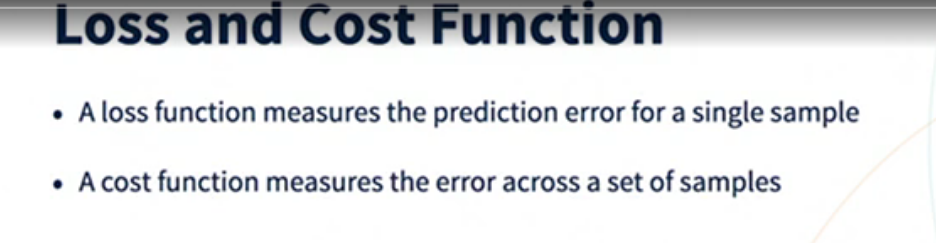 Loss and Cost Function
• A loss function measures the prediction error for a single sample
• A cost function measures the error across a set of samples